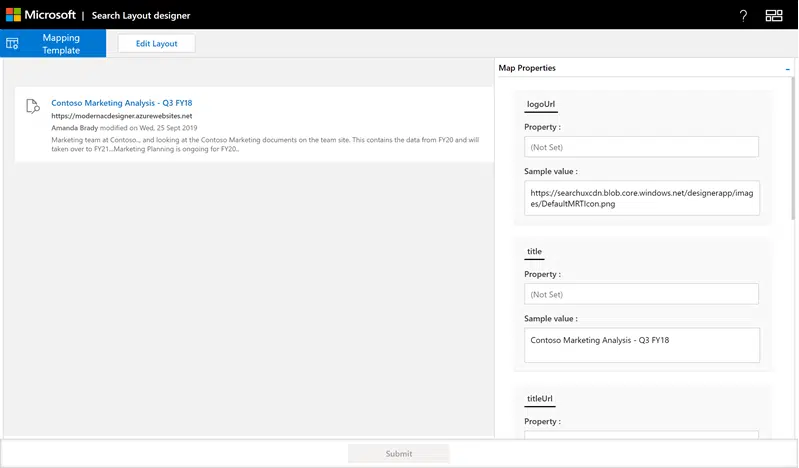 Microsoft | Search Layout designer ?
Mapping
Template
Edit Layout
Map Properties
Contoso Marketing Analysis - Q3 FY18
https://modernacdesigner.azurewebsites.net
Amanda Brady modified on Wed, 25 Sept 2019
Marketing team at Contoso.., and looking at the Contoso Marketing documents on the team site. This contains the data from FY20 and will
taken over to FY21...Marketing Planning is ongoing for FY20..
logoUrl
Property :
(Not Set)
Sample value :
https://searchuxcdn.blob.core.windows.net/designerapp/imag
es/DefaultMRTIcon.png
title
Property :
(Not Set)
Sample value :
Contoso Marketing Analysis - Q3 FY18
titleUrl
Property :
Submit